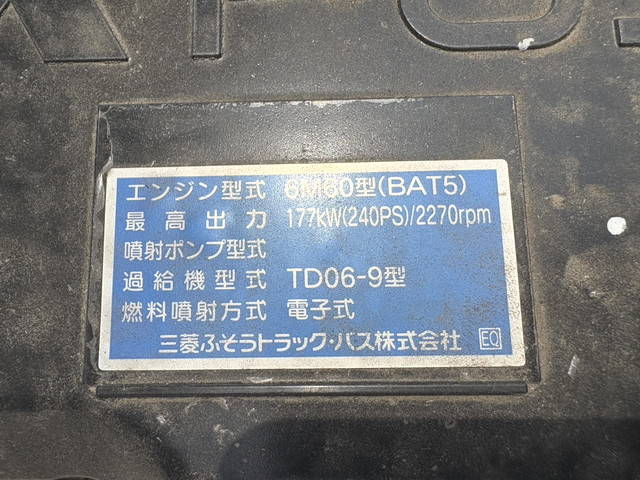 エンジン型式 6M60型(BAT5)
最高出力 177kW(240PS)/2270rpm
噴射ポンプ型式
過給機型式 TD06-9型
燃料噴射方式 電子式
三菱ふそうトラック・バス株式会社 EQ